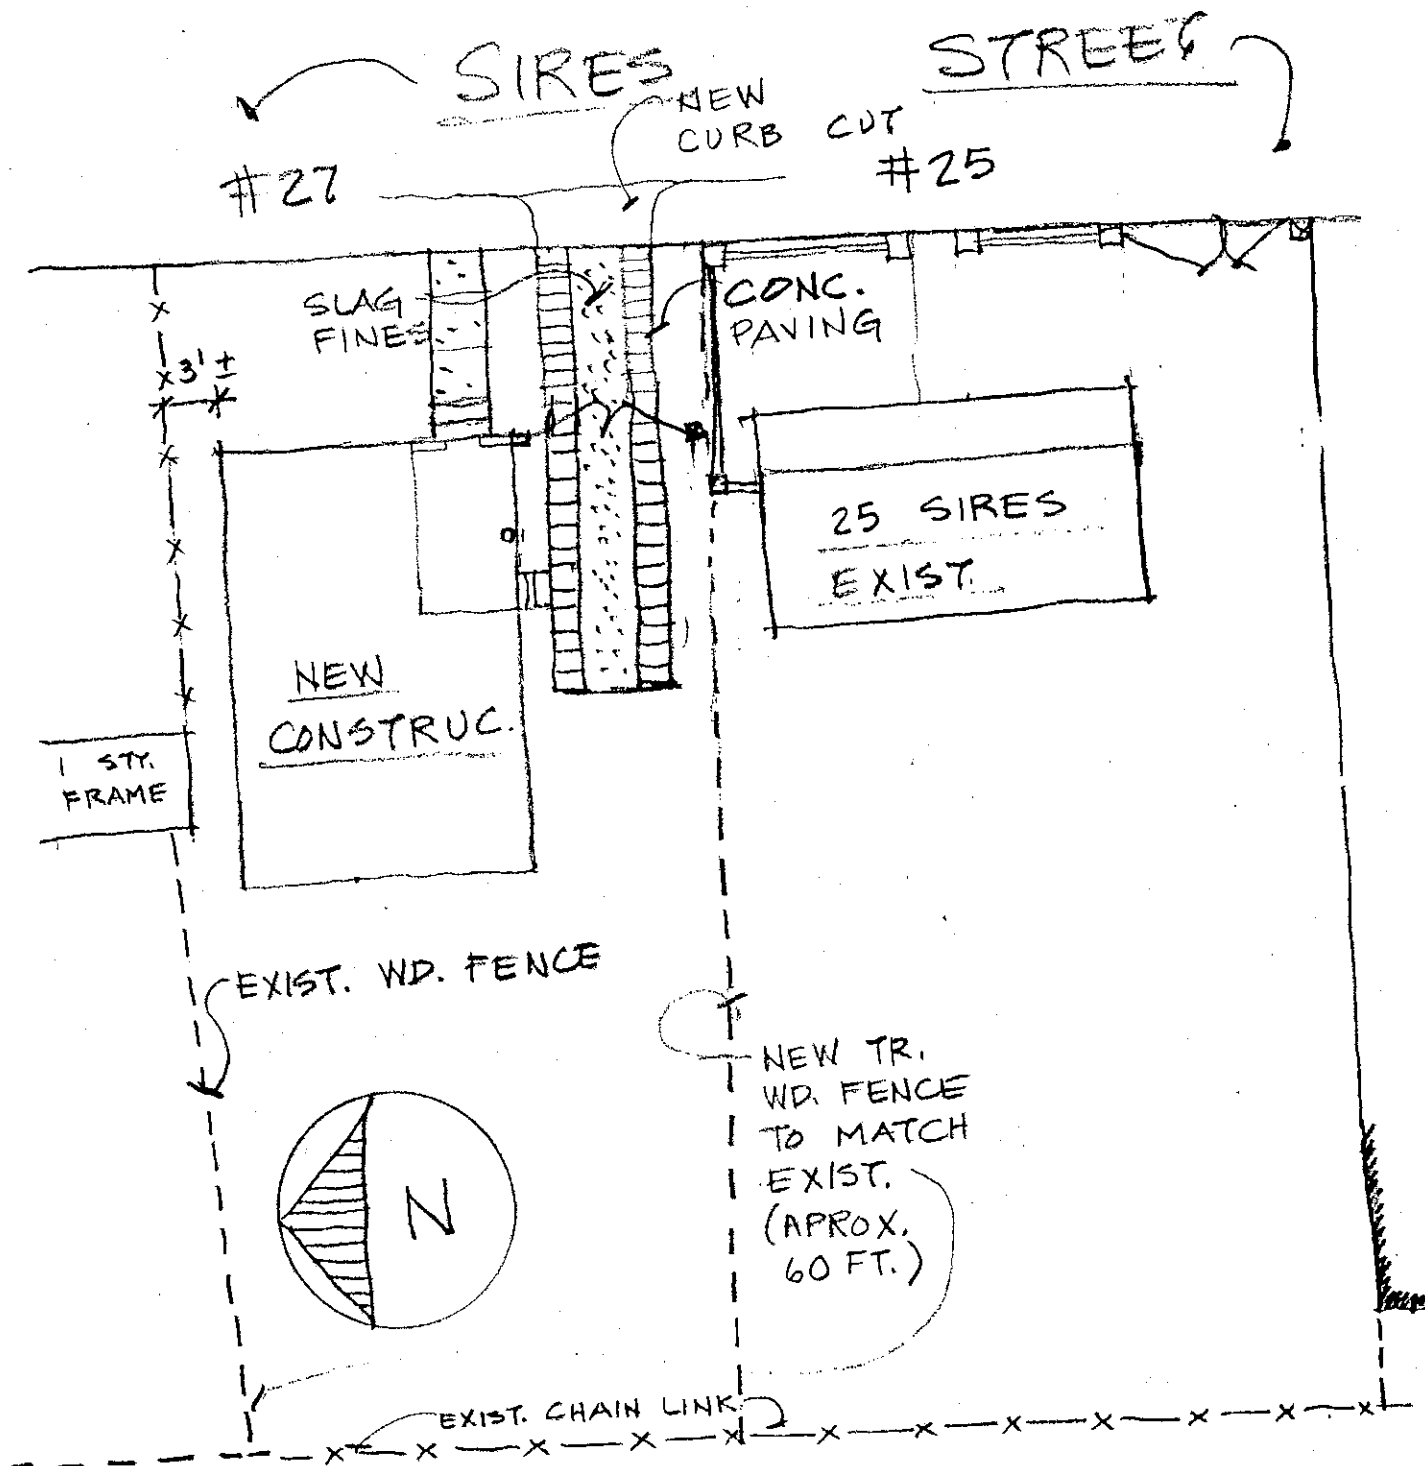 SIRES STREET
NEW
CURB CUT
#27
#25
SLAG
FINES
CONC.
PAVING
3' ±
25 SIRES
EXIST.
NEW
CONSTRUC.
1 STY.
FRAME
EXIST. WD. FENCE
NEW TR.
WD. FENCE
TO MATCH
EXIST.
(APROX.
60 FT.)
N
EXIST. CHAIN LINK